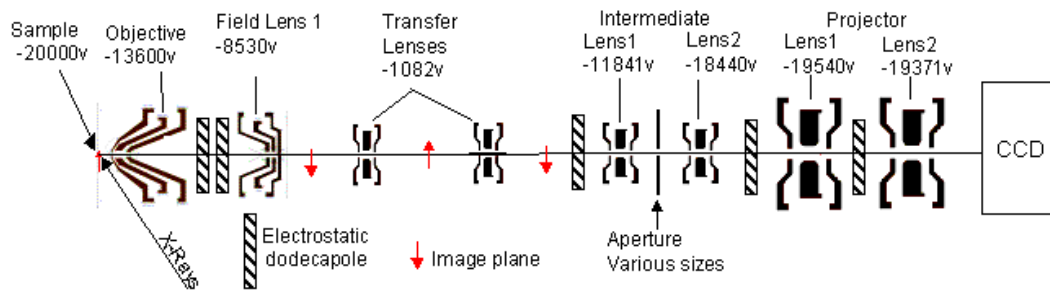 Sample
-20000v
Objective
-13600v
Field Lens 1
-8530v
Transfer
Lenses
-1082v
Intermediate
Lens1
-11841v
Lens2
-18440v
Projector
Lens1
-19540v
Lens2
-19371v
CCD
X-Rays
Electrostatic
dodecapole
Image plane
Aperture
Various sizes